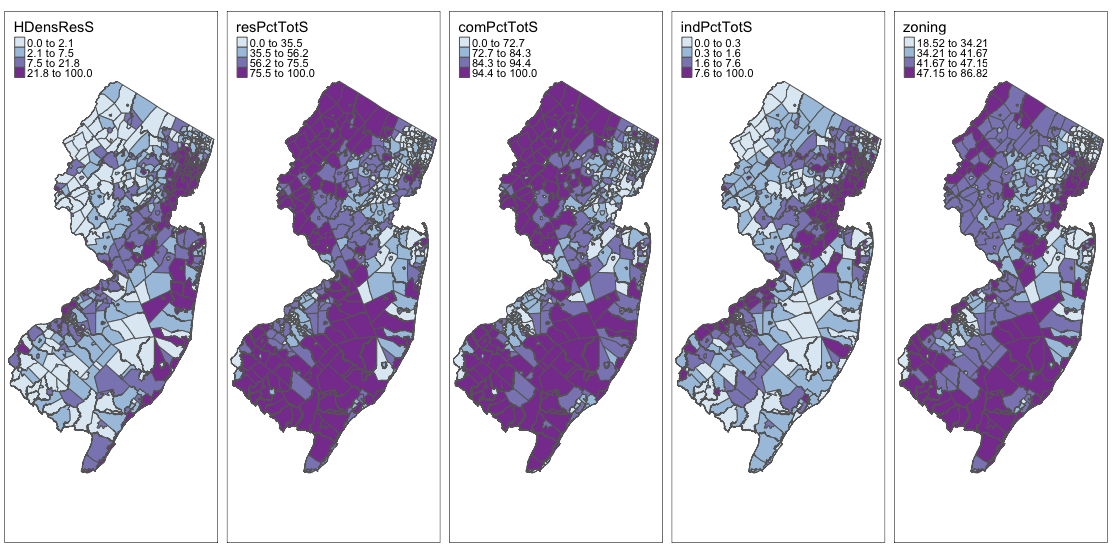 HDensResS
0.0 to 2.1
2.1 to 7.5
7.5 to 21.8
21.8 to 100.0
resPctTotS
0.0 to 35.5
35.5 to 56.2
56.2 to 75.5
75.5 to 100.0
comPctTotS
0.0 to 72.7
72.7 to 84.3
84.3 to 94.4
94.4 to 100.0
indPctTotS
0.0 to 0.3
0.3 to 1.6
1.6 to 7.6
7.6 to 100.0
zoning
18.52 to 34.21
34.21 to 41.67
41.67 to 47.15
47.15 to 86.82